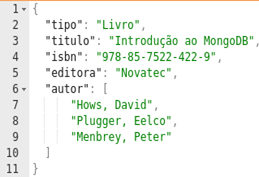 1 {
2 "tipo": "Livro",
3 "titulo": "Introdução ao MongoDB",
4 "isbn": "978-85-7522-422-9",
5 "editora": "Novatec",
6 "autor": [
7 "Hows, David",
8 "Plugger, Eelco",
9 "Menbrey, Peter"
10 ]
11 }